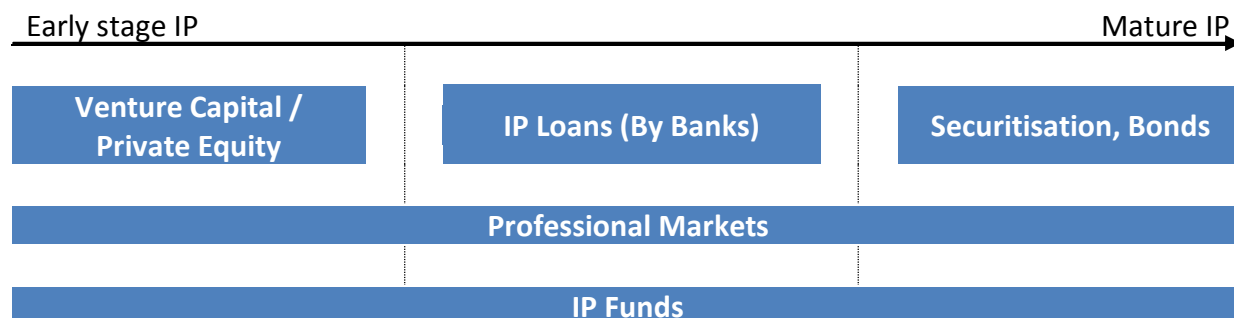 Early stage IP
Mature IP
Venture Capital /
Private Equity
IP Loans (By Banks)
Securitisation, Bonds
Professional Markets
IP Funds